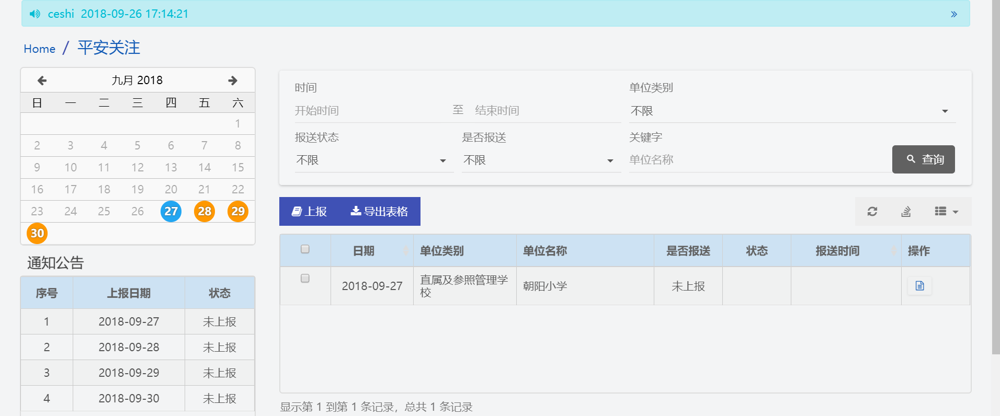 ceshi 2018-09-26 17:14:21
Home / 平安关注
九月 2018
日 一 二 三 四 五 六
1
2 3 4 5 6 7 8
9 10 11 12 13 14 15
16 17 18 19 20 21 22
23 24 25 26 27 28 29
30
通知公告
序号 上报日期 状态
1 2018-09-27 未上报
2 2018-09-28 未上报
3 2018-09-29 未上报
4 2018-09-30 未上报
时间 单位类别
开始时间 至 结束时间 不限
报送状态 是否报送 关键字
不限 不限 单位名称 查询
上报 导出表格
日期 单位类别 单位名称 是否报送 状态 报送时间 操作
2018-09-27 直属及参照管理学校 朝阳小学 未上报
显示第 1 到第 1 条记录，总共 1 条记录